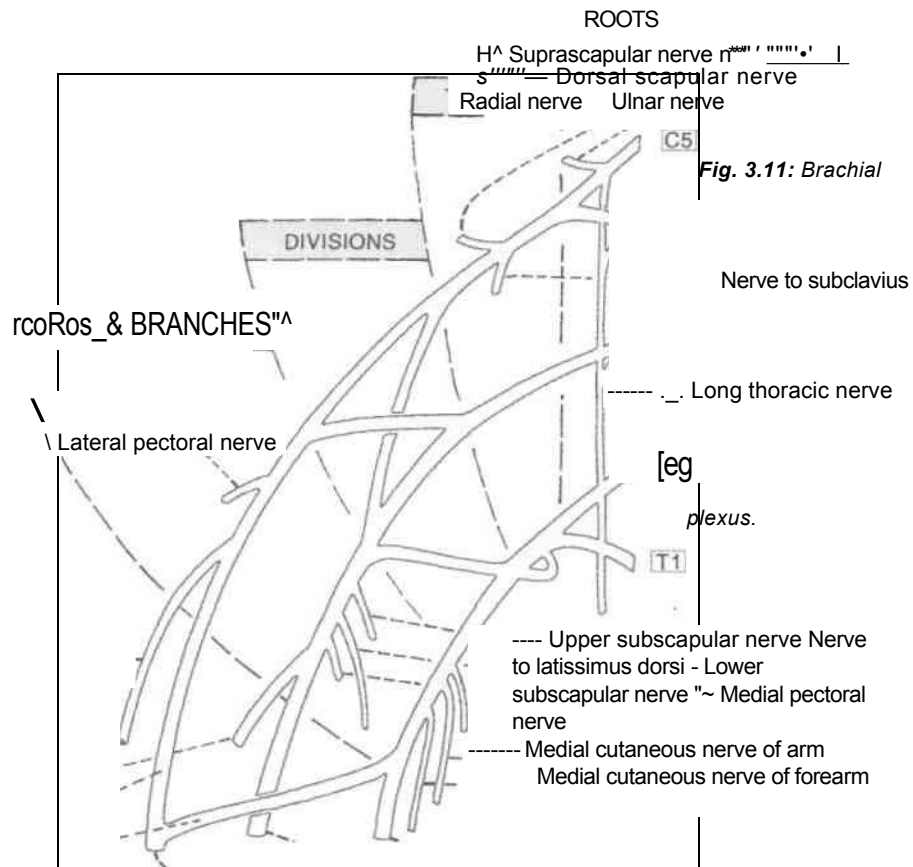 ROOTS
H^ Suprascapular nerve n***" ' """'•' I
s'''''''''— Dorsal scapular nerve
Radial nerve Ulnar nerve
C5
Fig. 3.11: Brachial
DIVISIONS
Nerve to subclavius
rcoRos_& BRANCHES"^
------ ._. Long thoracic nerve
\
\ Lateral pectoral nerve
[eg
plexus.
T1
---- Upper subscapular nerve Nerve
to latissimus dorsi - Lower
subscapular nerve "~ Medial pectoral
nerve
------- Medial cutaneous nerve of arm
Medial cutaneous nerve of forearm